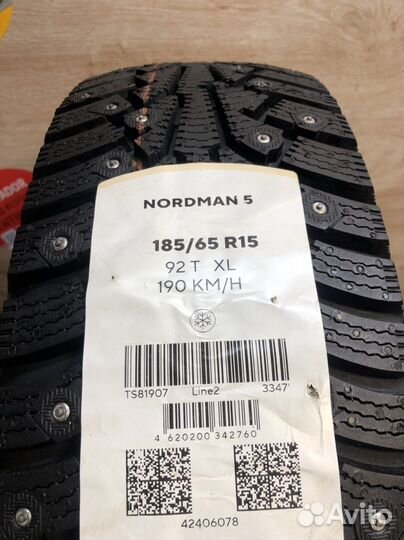 NORDMAN 5
185/65 R15
92 T XL
190 KM/H
TS81907 Line2 3347'
4 620200 342760
42406078
Avito